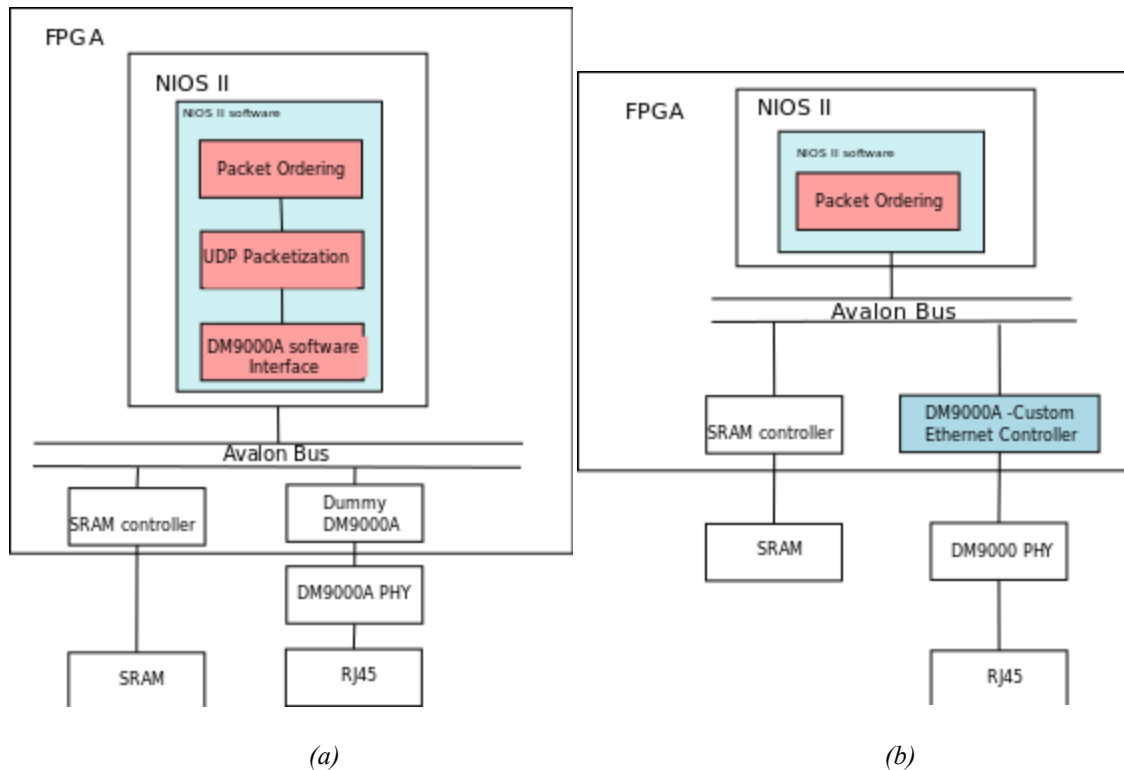 FPGA
NIOS II
NIOS II software
Packet Ordering
UDP Packetization
DM9000A software
Interface
Avalon Bus
SRAM controller
Dummy
DM9000A
DM9000A PHY
SRAM
RJ45
(a)
FPGA
NIOS II
NIOS II software
Packet Ordering
Avalon Bus
SRAM controller
DM9000A -Custom
Ethernet Controller
SRAM
DM9000 PHY
RJ45
(b)